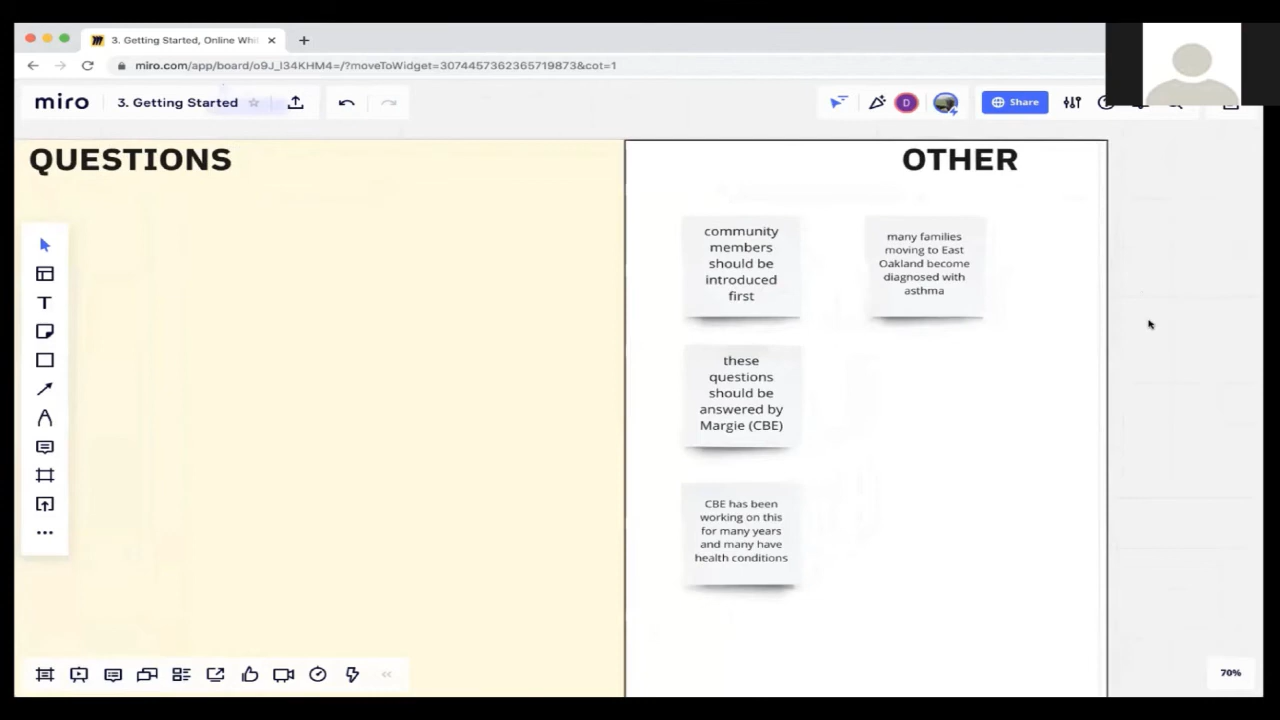 3. Getting Started, Online Whi
miro.com/app/board/o9J_l34KHM4=/?moveToWidget=3074457362365719873&cot=1
miro
3. Getting Started
D
Share
QUESTIONS
OTHER
community
members
should be
introduced
first
many families
moving to East
Oakland become
diagnosed with
asthma
these
questions
should be
answered by
Margie (CBE)
CBE has been
working on this
for many years
and many have
health conditions
70%